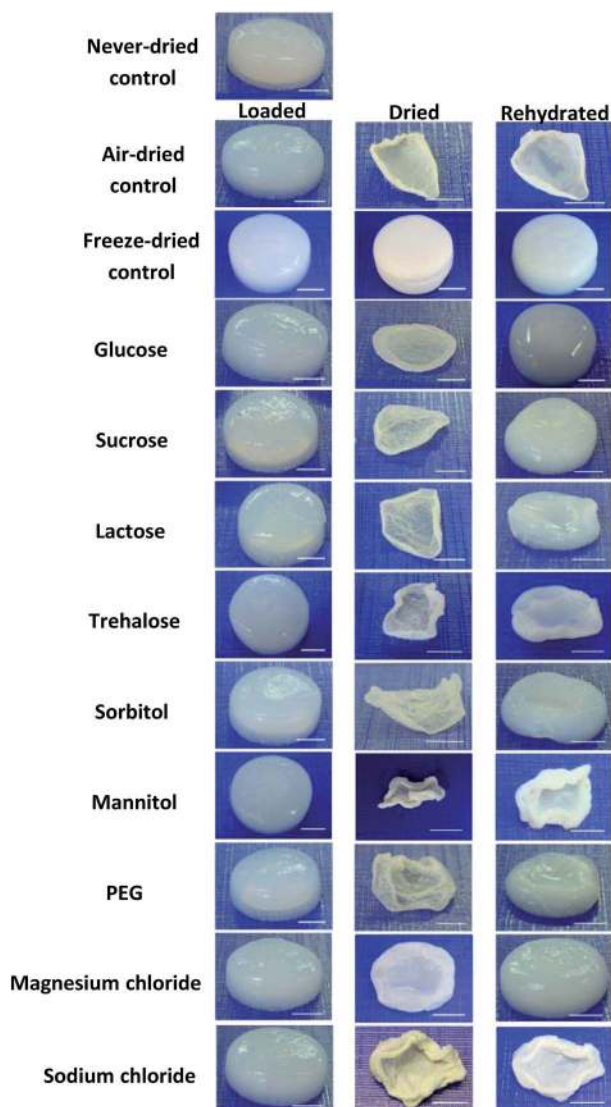 Never-dried
control
Loaded
Dried
Rehydrated
Air-dried
control
Freeze-dried
control
Glucose
Sucrose
Lactose
Trehalose
Sorbitol
Mannitol
PEG
Magnesium chloride
Sodium chloride